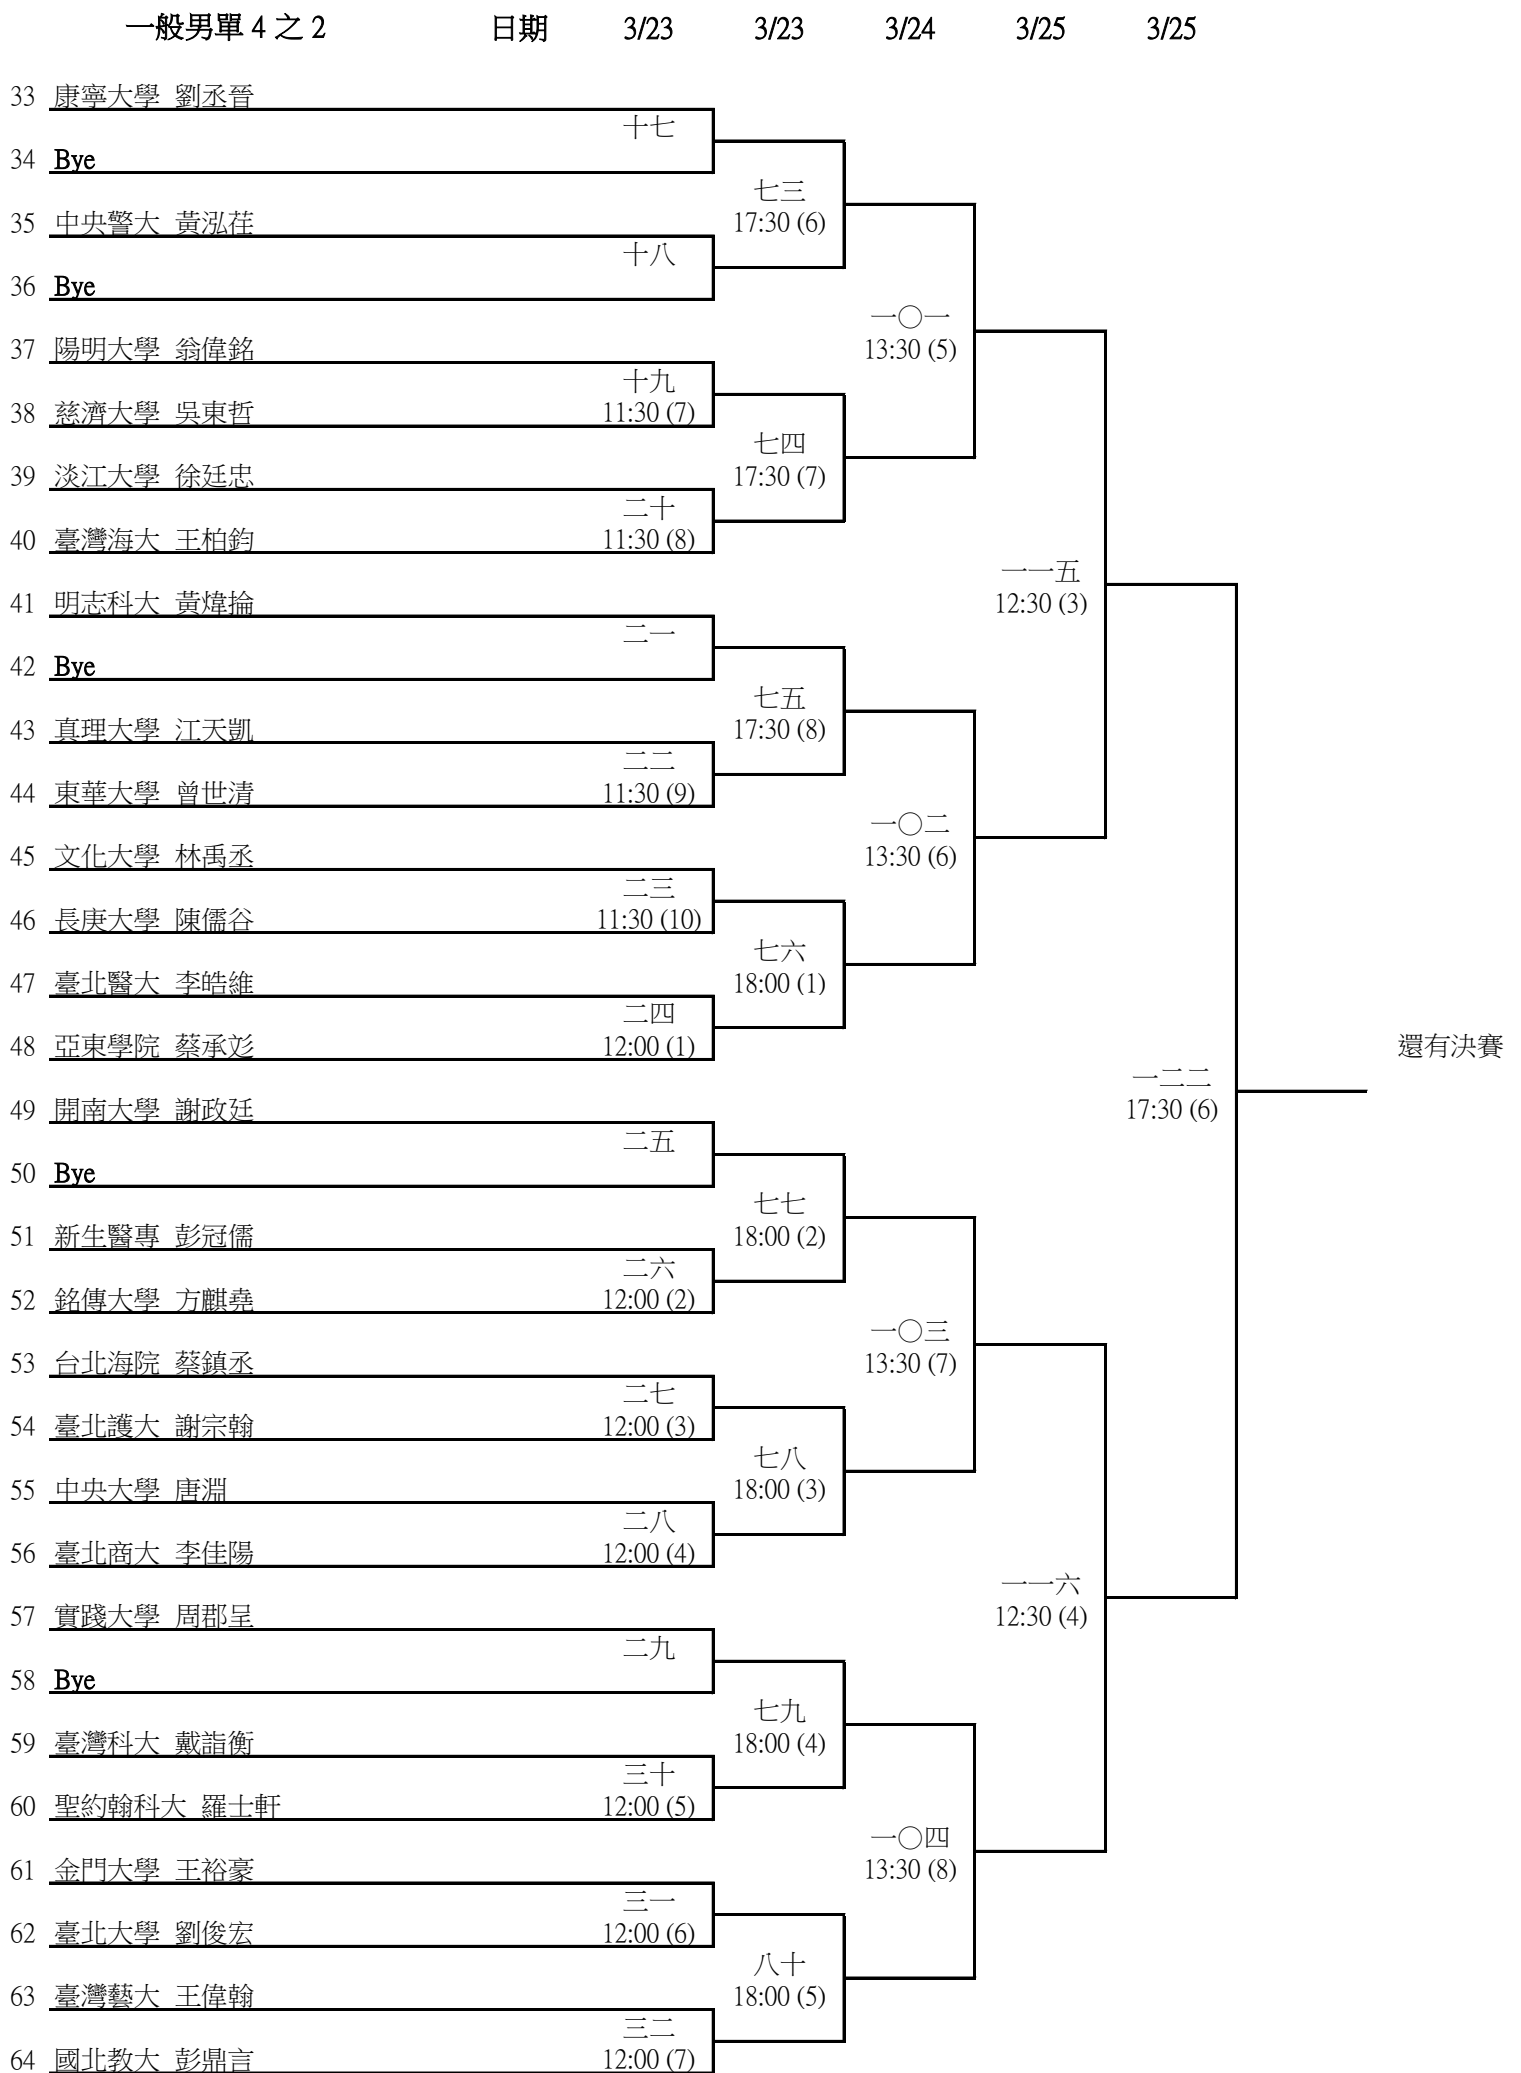 一般男單 4 之 2 日期 3/23 3/23 3/24 3/25 3/25
33 康寧大學 劉丞晉
十七
34 Bye
七三
35 中央警大 黃泓荏 17:30 (6)
十八
36 Bye
一〇一
37 陽明大學 翁偉銘 13:30 (5)
十九
38 慈濟大學 吳東哲 11:30 (7)
七四
39 淡江大學 徐廷忠 17:30 (7)
二十
40 臺灣海大 王柏鈞 11:30 (8)
一一五
41 明志科大 黃煒掄 12:30 (3)
二一
42 Bye
七五
43 真理大學 江天凱 17:30 (8)
二二
44 東華大學 曾世清 11:30 (9)
一〇二
45 文化大學 林禹丞 13:30 (6)
二三
46 長庚大學 陳儒谷 11:30 (10)
七六
47 臺北醫大 李皓維 18:00 (1)
二四
48 亞東學院 蔡承彣 12:00 (1) 還有決賽
一二二
49 開南大學 謝政廷 17:30 (6)
二五
50 Bye
七七
51 新生醫專 彭冠儒 18:00 (2)
二六
52 銘傳大學 方麒堯 12:00 (2)
一〇三
53 台北海院 蔡鎮丞 13:30 (7)
二七
54 臺北護大 謝宗翰 12:00 (3)
七八
55 中央大學 唐淵 18:00 (3)
二八
56 臺北商大 李佳陽 12:00 (4)
一一六
57 實踐大學 周郡呈 12:30 (4)
二九
58 Bye
七九
59 臺灣科大 戴詣衡 18:00 (4)
三十
60 聖約翰科大 羅士軒 12:00 (5)
一〇四
61 金門大學 王裕豪 13:30 (8)
三一
62 臺北大學 劉俊宏 12:00 (6)
八十
63 臺灣藝大 王偉翰 18:00 (5)
三二
64 國北教大 彭鼎言 12:00 (7)